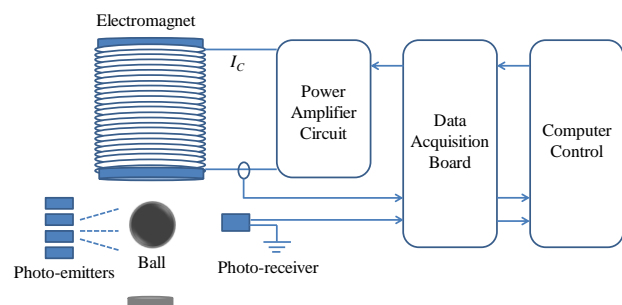 Electromagnet
I_C
Power
Amplifier
Circuit
Data
Acquisition
Board
Computer
Control
Photo-emitters
Ball
Photo-receiver